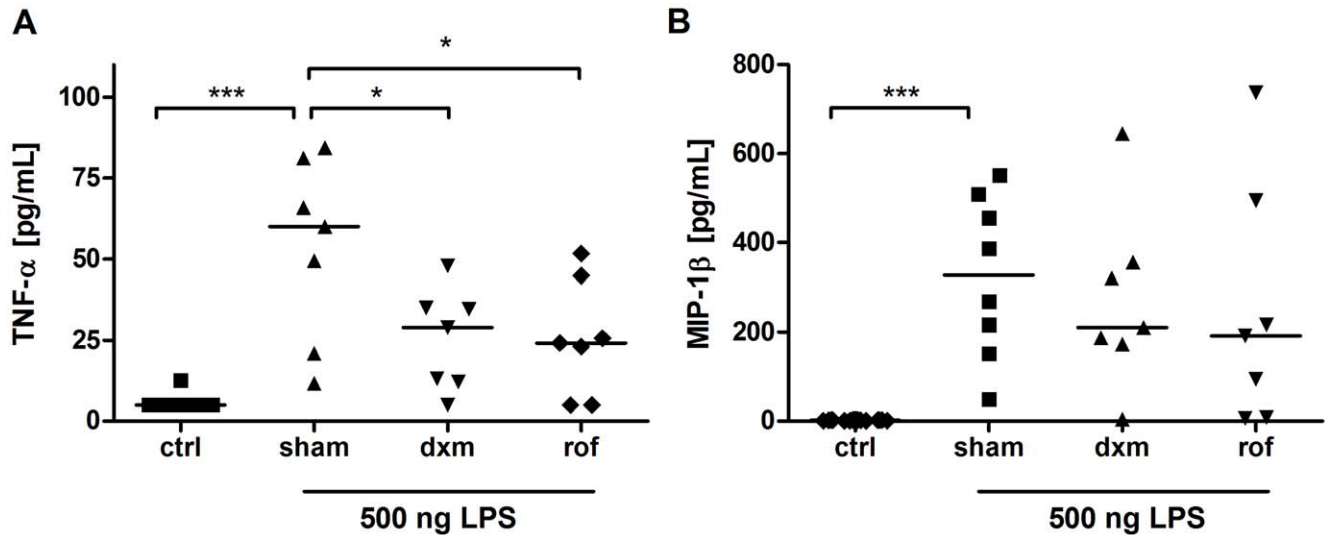 A
TNF-α [pg/mL]
100
75
50
25
0
***
*
*
ctrl sham dxm rof
500 ng LPS
B
MIP-1β [pg/mL]
800
600
400
200
0
***
ctrl sham dxm rof
500 ng LPS